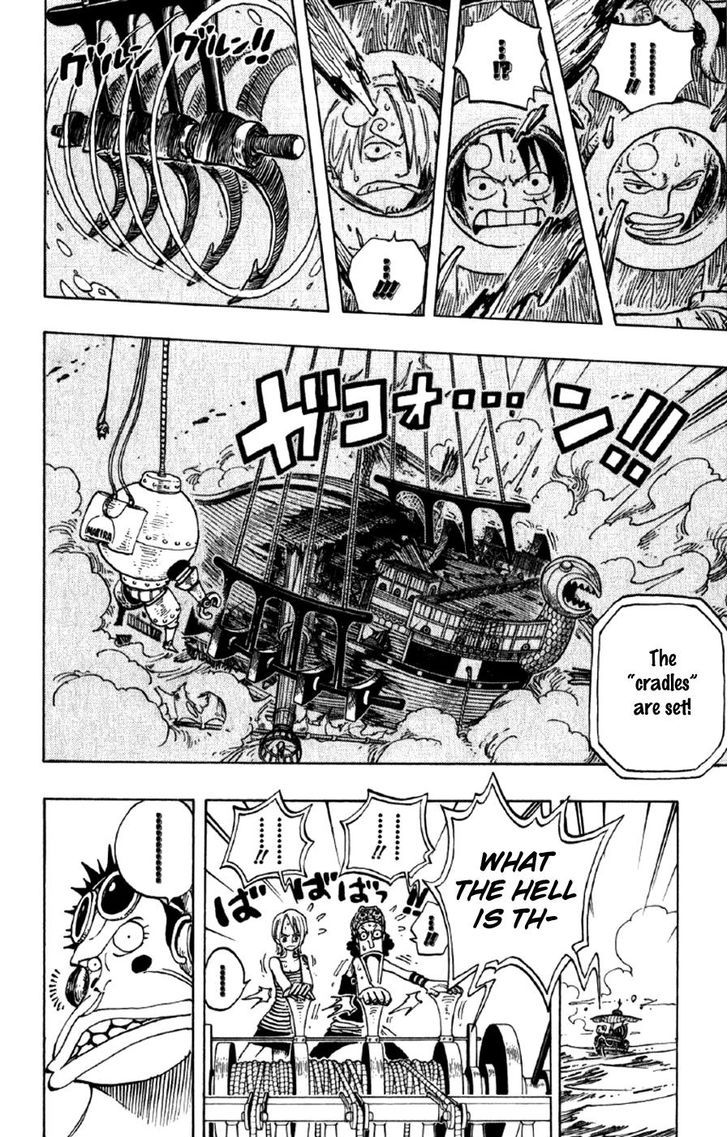 ‼
⁉
‼!
グルン グルン!!
ガコォ……ン!!
MONIRA
The
"cradles"
are set!
WHAT
THE HELL
IS TH-
!!
!!
!!
ばばばっ